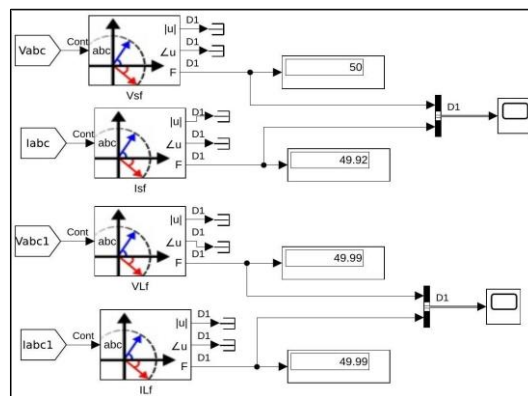 D1
|u|
D1
Vabc
Cont
abc
∠u
D1
F
50
Vsf
D1
|u|
D1
D1
Iabc
Cont
abc
∠u
D1
F
49.92
Isf
D1
|u|
D1
Vabc1
Cont
abc
∠u
D1
F
49.99
VLf
D1
D1
|u|
D1
Iabc1
Cont
abc
∠u
D1
F
49.99
ILf